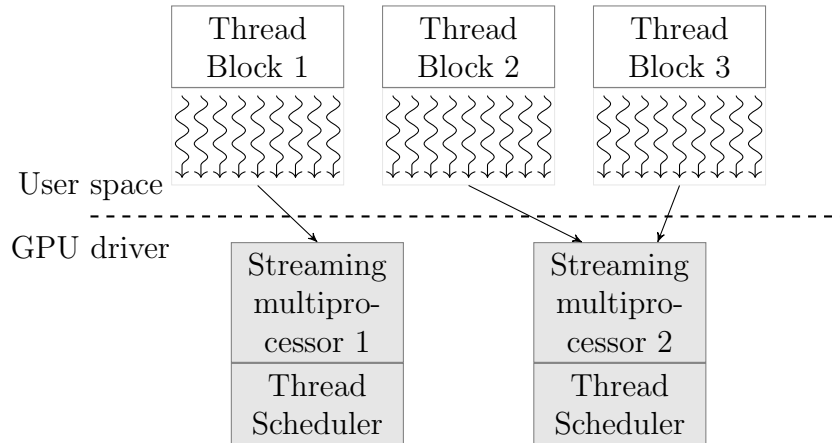 Thread
Block 1
Thread
Block 2
Thread
Block 3
User space
GPU driver
Streaming
multipro-
cessor 1
Thread
Scheduler
Streaming
multipro-
cessor 2
Thread
Scheduler